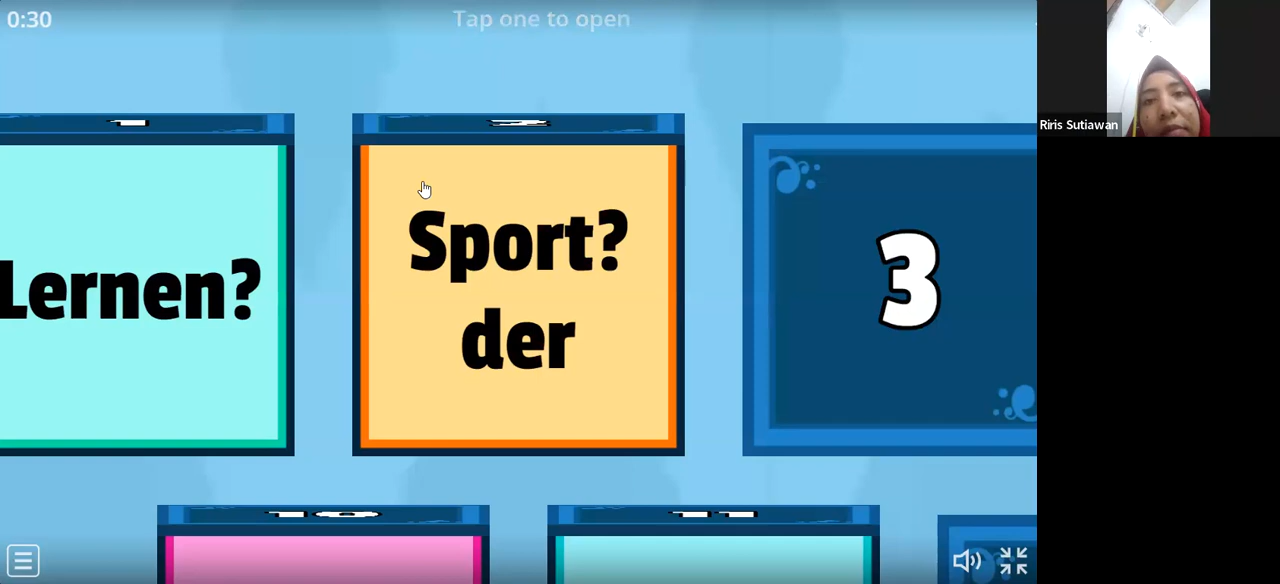 0:30
Tap one to open
Lernen?
Sport?
der
3
Riris Sutiawan